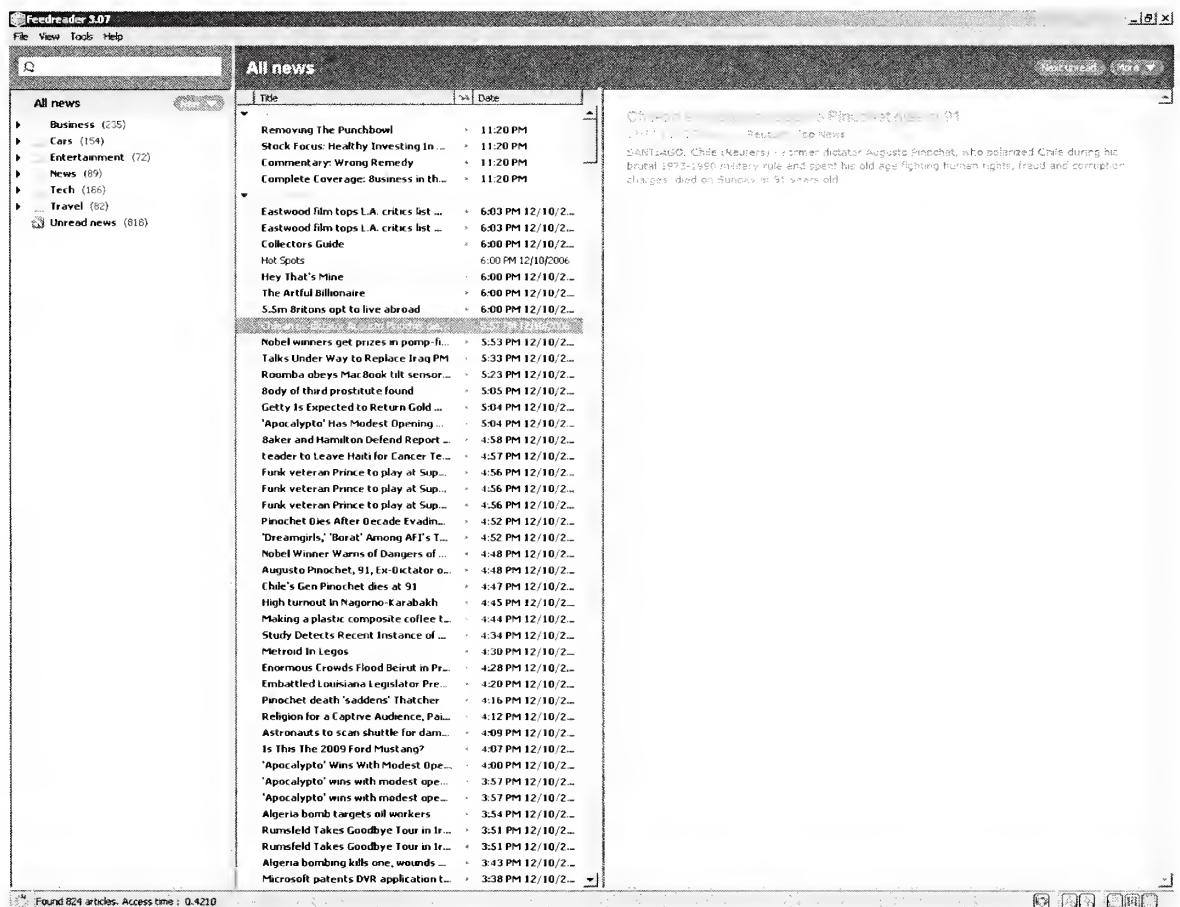 Feedreader 3.07
File View Tools Help
All news
Next unread
More
All news
Business (235)
Cars (154)
Entertainment (72)
News (89)
Tech (186)
Travel (82)
Unread news (818)
Title Date
Removing The Punchbowl 11:20 PM
Stock Focus: Healthy Investing In ... 11:20 PM
Commentary: Wrong Remedy 11:20 PM
Complete Coverage: Business in th... 11:20 PM
Eastwood film tops L.A. critics list ... 6:03 PM 12/10/2...
Eastwood film tops L.A. critics list ... 6:03 PM 12/10/2...
Collectors Guide 6:00 PM 12/10/2...
Hot Spots 6:00 PM 12/10/2006
Hey That's Mine 6:00 PM 12/10/2...
The Artful Billionaire 6:00 PM 12/10/2...
5.5m Britons opt to live abroad 6:00 PM 12/10/2...
5:57 PM 12/10/2006
Nobel winners get prizes in pomp-fi... 5:53 PM 12/10/2...
Talks Under Way to Replace Iraq PM 5:33 PM 12/10/2...
Roomba obeys MacBook tilt sensor... 5:23 PM 12/10/2...
Body of third prostitute found 5:05 PM 12/10/2...
Getty Is Expected to Return Gold ... 5:04 PM 12/10/2...
'Apocalypto' Has Modest Opening ... 5:04 PM 12/10/2...
Baker and Hamilton Defend Report ... 4:58 PM 12/10/2...
Leader to Leave Haiti for Cancer Te... 4:57 PM 12/10/2...
Funk veteran Prince to play at Sup... 4:56 PM 12/10/2...
Funk veteran Prince to play at Sup... 4:56 PM 12/10/2...
Funk veteran Prince to play at Sup... 4:56 PM 12/10/2...
Pinochet Dies After Decade Evadin... 4:52 PM 12/10/2...
'Dreamgirls,' 'Borat' Among AFI's T... 4:52 PM 12/10/2...
Nobel Winner Warns of Dangers of ... 4:48 PM 12/10/2...
Augusto Pinochet, 91, Ex-Dictator o... 4:48 PM 12/10/2...
Chile's Gen Pinochet dies at 91 4:47 PM 12/10/2...
High turnout in Nagorno-Karabakh 4:45 PM 12/10/2...
Making a plastic composite coffee t... 4:44 PM 12/10/2...
Study Detects Recent Instance of ... 4:34 PM 12/10/2...
Metroid In Legos 4:30 PM 12/10/2...
Enormous Crowds Flood Beirut in Pr... 4:28 PM 12/10/2...
Embattled Louisiana Legislator Pre... 4:20 PM 12/10/2...
Pinochet death 'saddens' Thatcher 4:16 PM 12/10/2...
Religion for a Captive Audience, Pai... 4:12 PM 12/10/2...
Astronauts to scan shuttle for dam... 4:09 PM 12/10/2...
Is This The 2009 Ford Mustang? 4:07 PM 12/10/2...
'Apocalypto' Wins With Modest Ope... 4:00 PM 12/10/2...
'Apocalypto' wins with modest ope... 3:57 PM 12/10/2...
'Apocalypto' wins with modest ope... 3:57 PM 12/10/2...
Algeria bomb targets oil workers 3:54 PM 12/10/2...
Rumsfeld Takes Goodbye Tour in Ir... 3:51 PM 12/10/2...
Rumsfeld Takes Goodbye Tour in Ir... 3:51 PM 12/10/2...
Algeria bombing kills one, wounds ... 3:43 PM 12/10/2...
Microsoft patents DVR application t... 3:38 PM 12/10/2...
Pinochet dies at 91
Reuters: Top News
SANTIAGO, Chile (Reuters) - Former dictator Augusto Pinochet, who polarized Chile during his
brutal 1973-1990 military rule and spent his old age fighting human rights, fraud and corruption
charges, died on Sunday at 91 years old
Found 824 articles. Access time : 0.4210